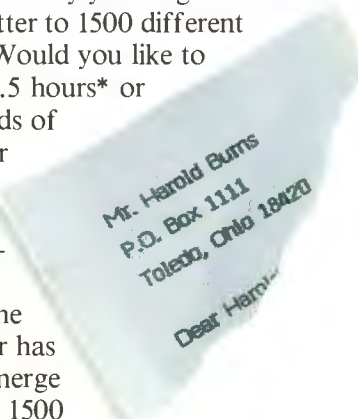 tter to 1500 different
Would you like to
.5 hours* or
ds of
r
-
ne
r has
nerge
1500
Mr. Harold Burns
P.O. Box 1111
Toledo, Ohio 18420
Dear Harol